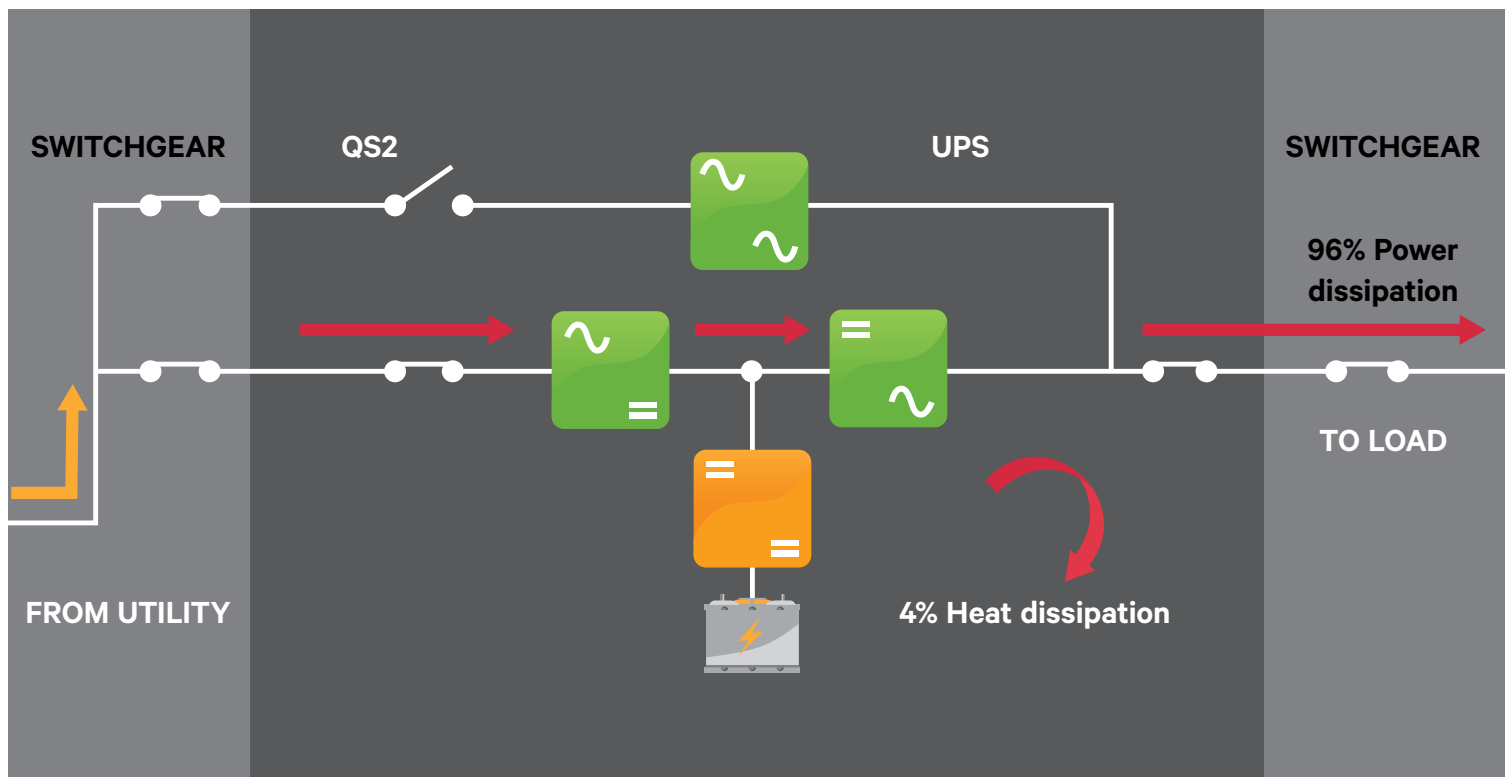 SWITCHGEAR
QS2
UPS
SWITCHGEAR
96% Power
dissipation
TO LOAD
FROM UTILITY
4% Heat dissipation